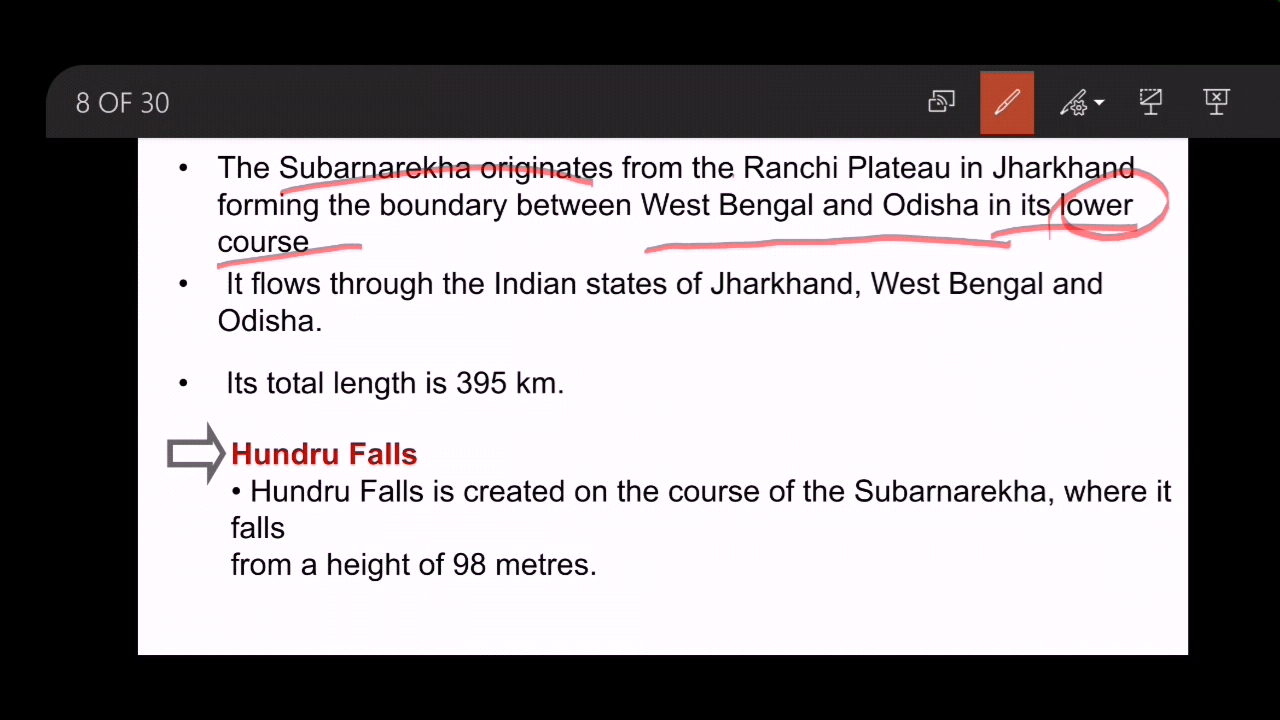 8 OF 30
• The Subarnarekha originates from the Ranchi Plateau in Jharkhand
forming the boundary between West Bengal and Odisha in its lower
course
• It flows through the Indian states of Jharkhand, West Bengal and
Odisha.
• Its total length is 395 km.
Hundru Falls
• Hundru Falls is created on the course of the Subarnarekha, where it
falls
from a height of 98 metres.